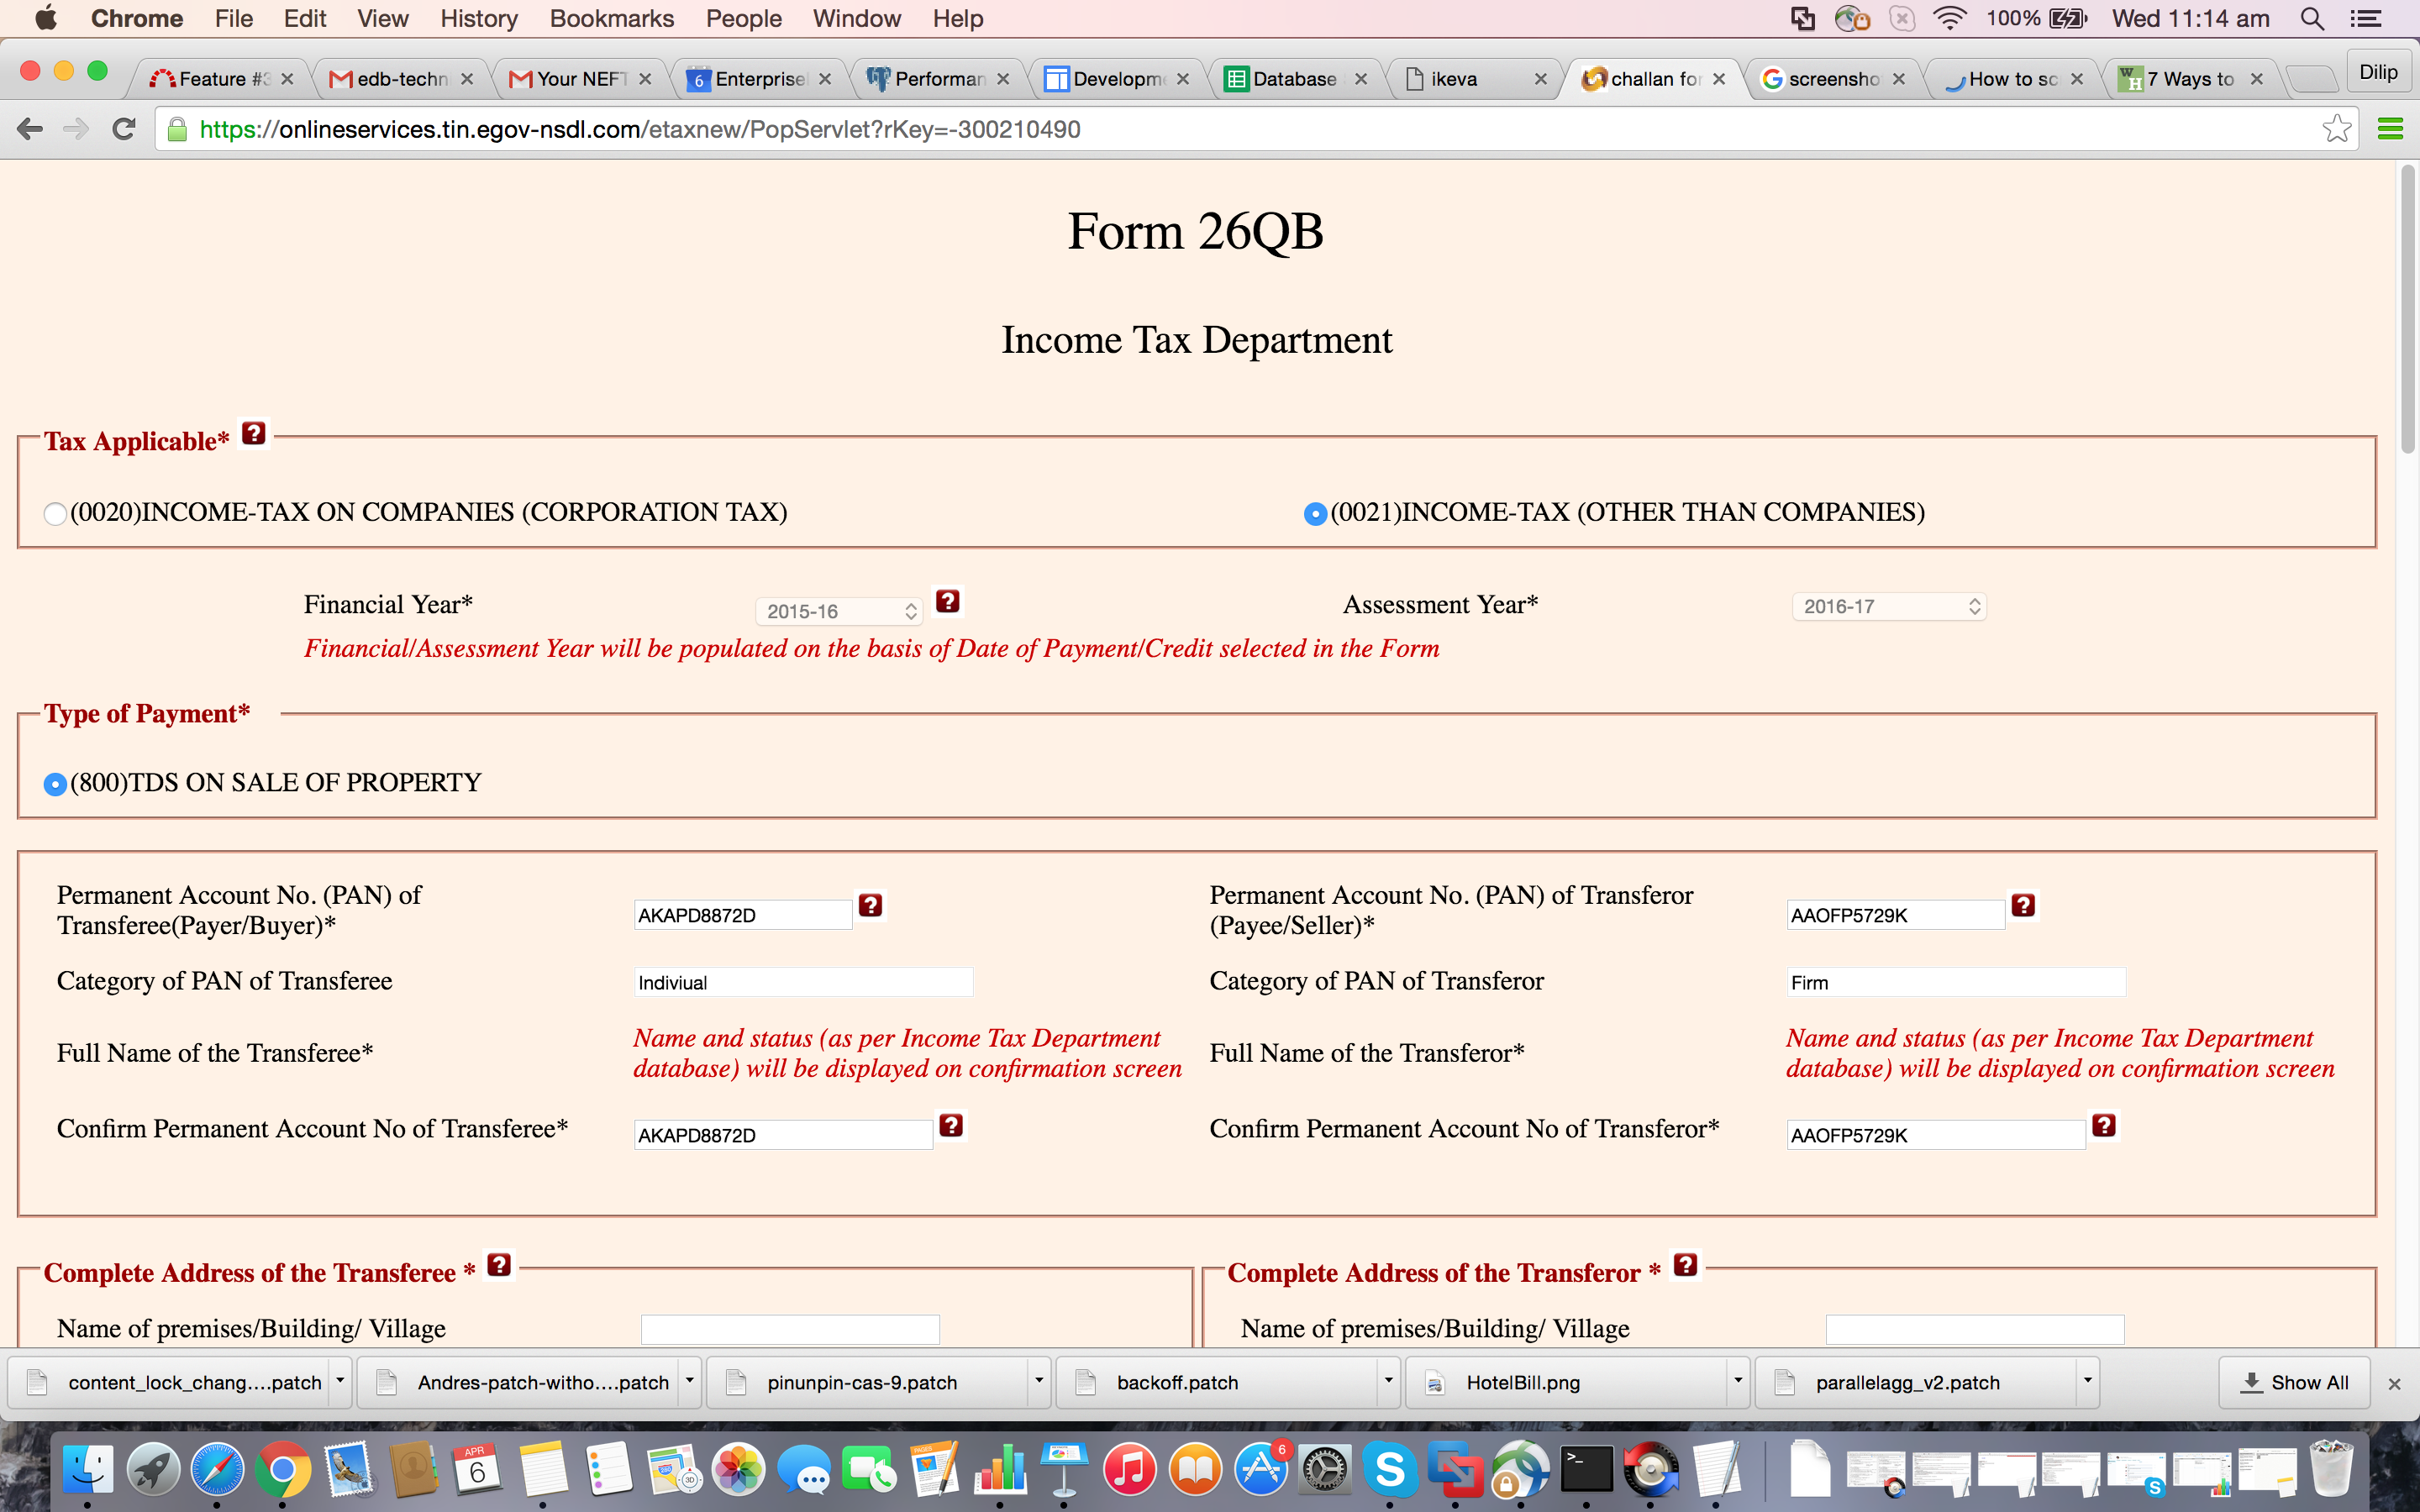 Chrome File Edit View History Bookmarks People Window Help 100% Wed 11:14 am
Feature #3 edb-techn Your NEFT 6 Enterprise Performan Developme Database ikeva challan for screensho How to sc 7 Ways to Dilip
https://onlineservices.tin.egov-nsdl.com/etaxnew/PopServlet?rKey=-300210490
Form 26QB
Income Tax Department
Tax Applicable* ?
(0020)INCOME-TAX ON COMPANIES (CORPORATION TAX) (0021)INCOME-TAX (OTHER THAN COMPANIES)
Financial Year* 2015-16 ? Assessment Year* 2016-17
Financial/Assessment Year will be populated on the basis of Date of Payment/Credit selected in the Form
Type of Payment*
(800)TDS ON SALE OF PROPERTY
Permanent Account No. (PAN) of
Transferee(Payer/Buyer)* AKAPD8872D ?
Permanent Account No. (PAN) of Transferor
(Payee/Seller)* AAOFP5729K ?
Category of PAN of Transferee Indiviual Category of PAN of Transferor Firm
Full Name of the Transferee* Name and status (as per Income Tax Department
database) will be displayed on confirmation screen
Full Name of the Transferor* Name and status (as per Income Tax Department
database) will be displayed on confirmation screen
Confirm Permanent Account No of Transferee* AKAPD8872D ? Confirm Permanent Account No of Transferor* AAOFP5729K ?
Complete Address of the Transferee * ? Complete Address of the Transferor * ?
Name of premises/Building/ Village Name of premises/Building/ Village
content_lock_chang....patch Andres-patch-witho....patch pinunpin-cas-9.patch backoff.patch HotelBill.png parallelagg_v2.patch Show All
APR
6
PAGES
3D
6